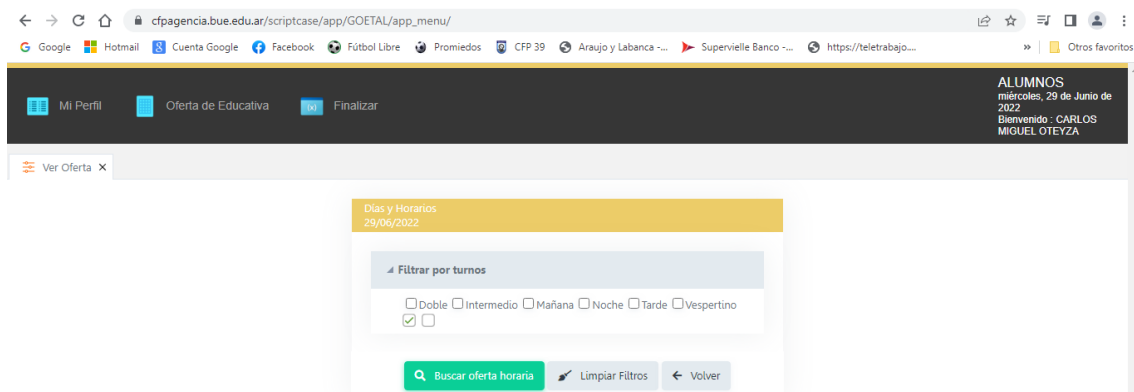 cfpagencia.bue.edu.ar/scriptcase/app/GOETAL/app_menu/
Google Hotmail Cuenta Google Facebook Fútbol Libre Promiedos CFP 39 Araujo y Labanca -... Supervielle Banco -... https://teletrabajo.... » Otros favoritos
Mi Perfil Oferta de Educativa Finalizar
ALUMNOS
miércoles, 29 de Junio de
2022
Bienvenido : CARLOS
MIGUEL OTEYZA
Ver Oferta X
Días y Horarios
29/06/2022
Filtrar por turnos
Doble Intermedio Mañana Noche Tarde Vespertino
Buscar oferta horaria Limpiar Filtros Volver